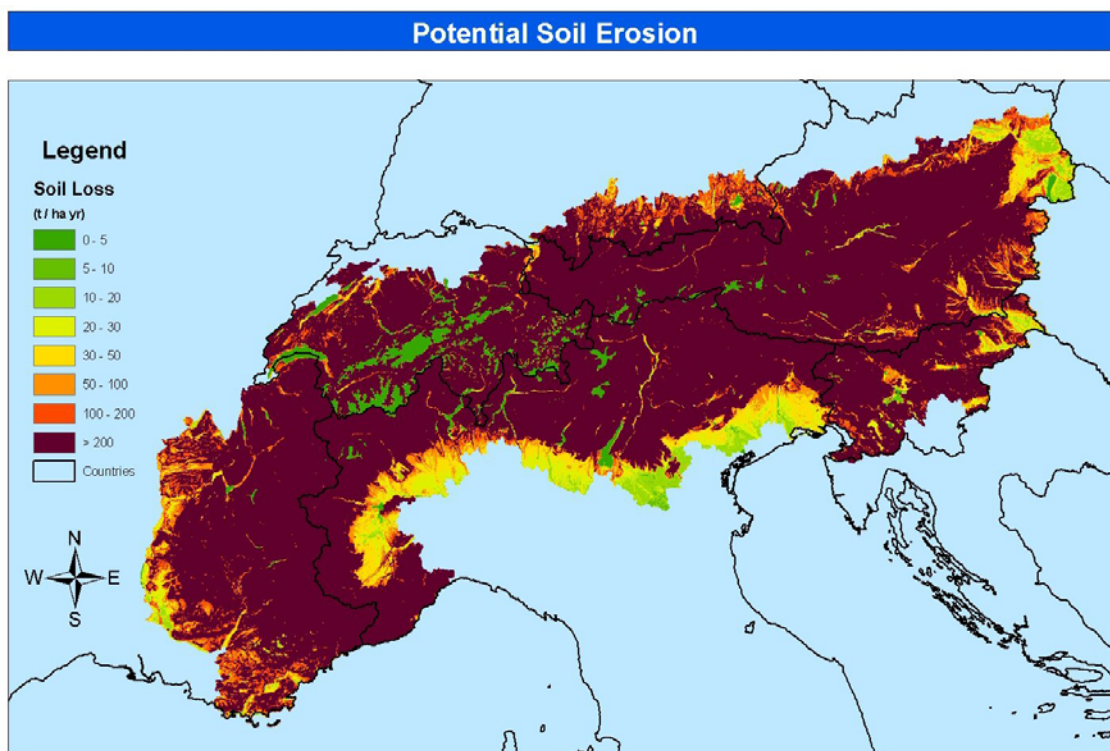 Potential Soil Erosion
Legend
Soil Loss
(t / ha yr)
0 - 5
5 - 10
10 - 20
20 - 30
30 - 50
50 - 100
100 - 200
> 200
Countries
N
W E
S